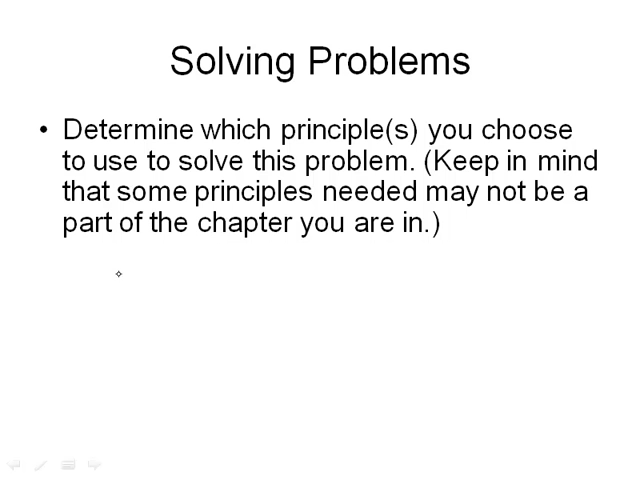 Solving Problems
• Determine which principle(s) you choose
to use to solve this problem. (Keep in mind
that some principles needed may not be a
part of the chapter you are in.)